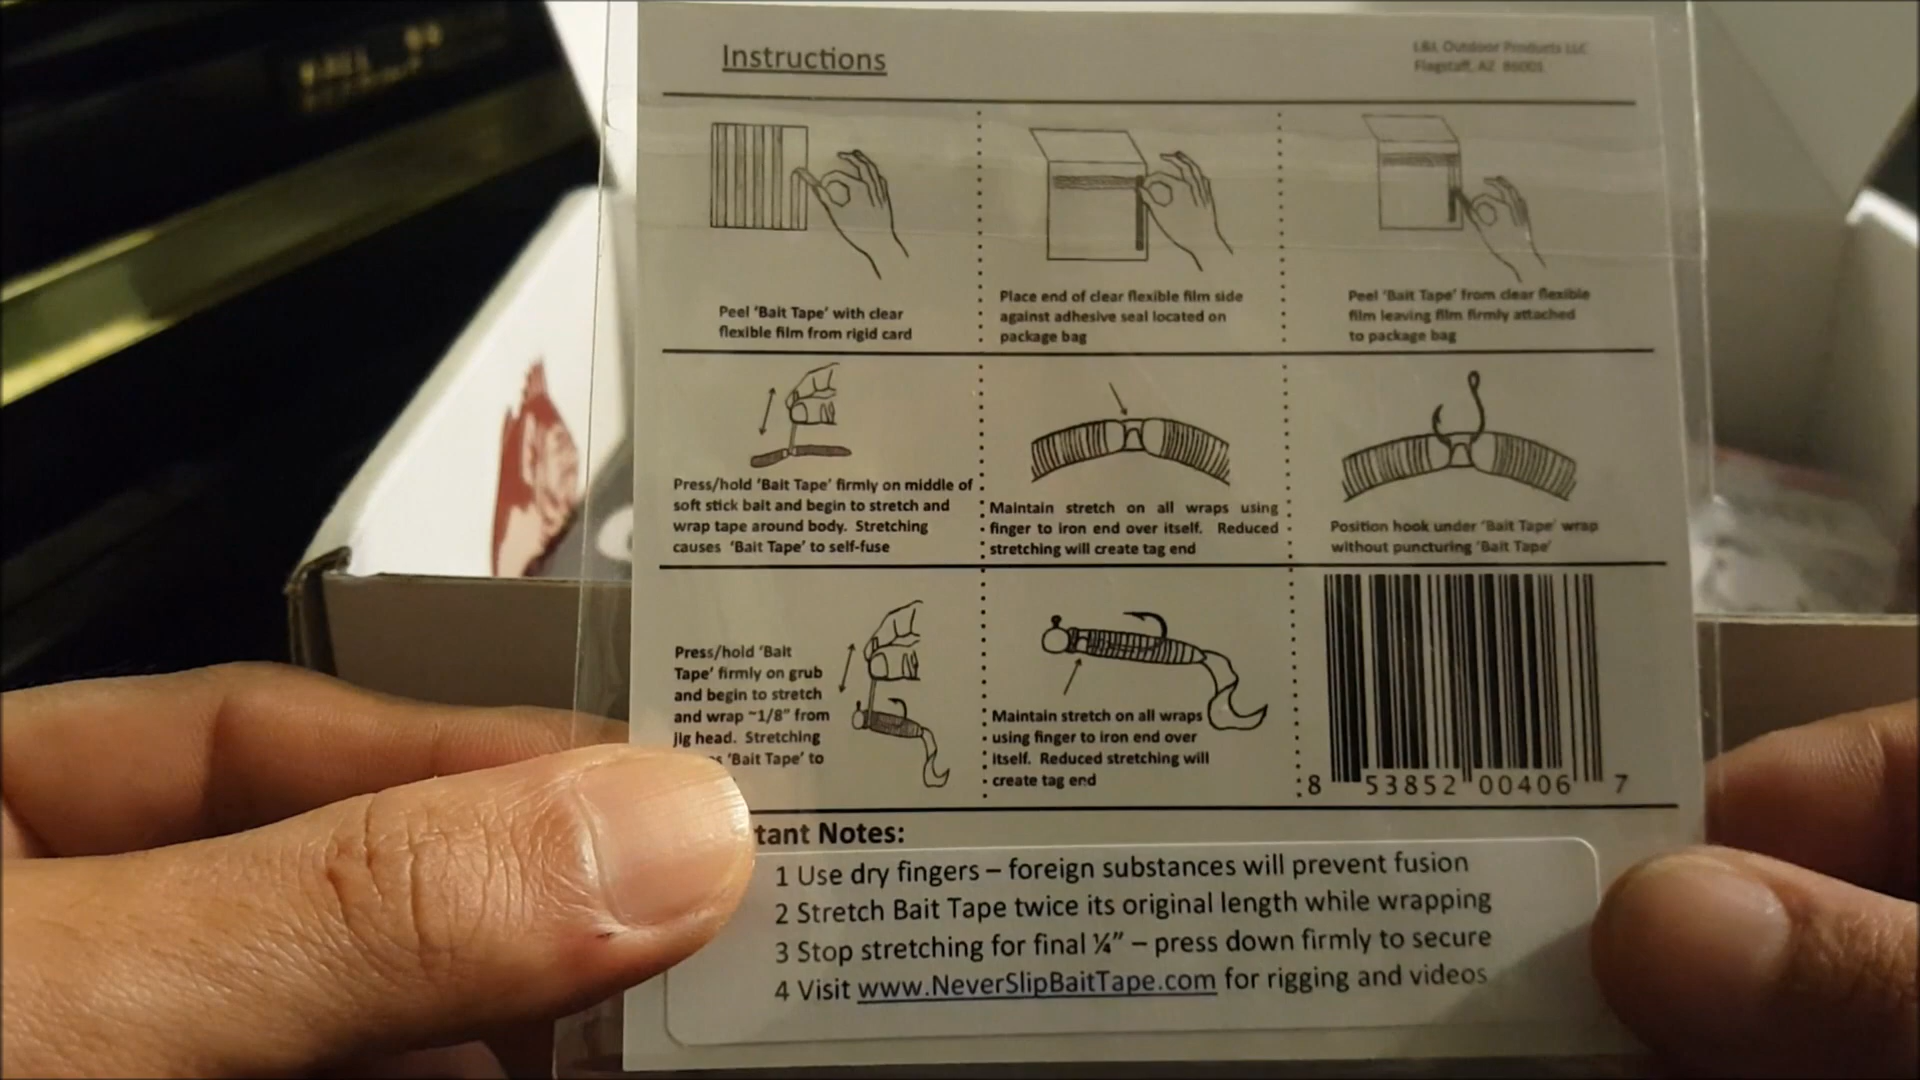 Instructions
L&L Outdoor Products LLC
Flagstaff, AZ 86001
Peel 'Bait Tape' with clear
flexible film from rigid card
Place end of clear flexible film side
against adhesive seal located on
package bag
Peel 'Bait Tape' from clear flexible
film leaving film firmly attached
to package bag
Press/hold 'Bait Tape' firmly on middle of
soft stick bait and begin to stretch and
wrap tape around body. Stretching
causes 'Bait Tape' to self-fuse
Maintain stretch on all wraps using
finger to iron end over itself. Reduced
stretching will create tag end
Position hook under 'Bait Tape' wrap
without puncturing 'Bait Tape'
Press/hold 'Bait
Tape' firmly on grub
and begin to stretch
and wrap ~1/8" from
jig head. Stretching
'Bait Tape' to
Maintain stretch on all wraps
using finger to iron end over
itself. Reduced stretching will
create tag end
8 53852 00406 7
tant Notes:
1 Use dry fingers – foreign substances will prevent fusion
2 Stretch Bait Tape twice its original length while wrapping
3 Stop stretching for final ¼" – press down firmly to secure
4 Visit www.NeverSlipBaitTape.com for rigging and videos